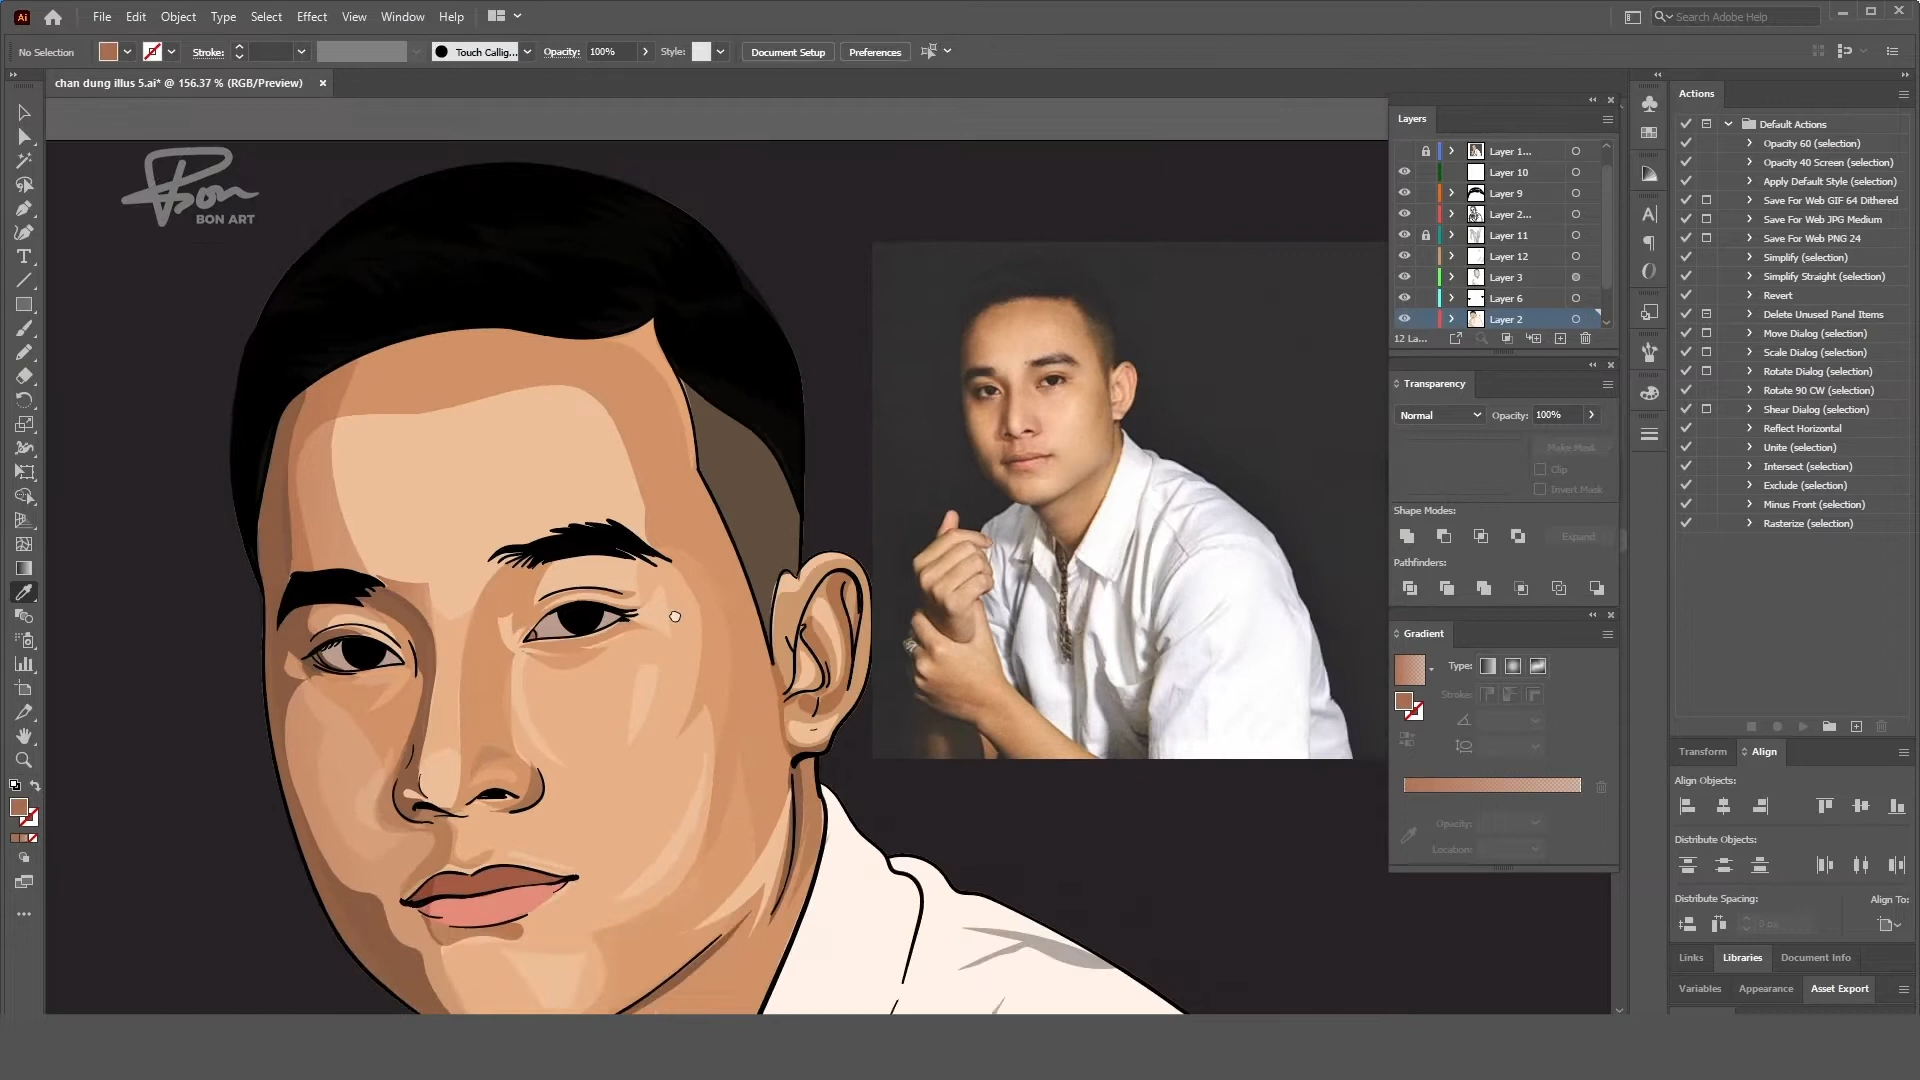 Ai File Edit Object Type Select Effect View Window Help Search Adobe Help
No Selection Stroke: Touch Callig... Opacity: 100% Style: Document Setup Preferences
chan dung illus 5.ai* @ 156.37 % (RGB/Preview)
Bon
BON ART
Layers
Layer 1...
Layer 10
Layer 9
Layer 2...
Layer 11
Layer 12
Layer 3
Layer 6
Layer 2
12 La...
Transparency
Normal Opacity: 100%
Make Mask
Clip
Invert Mask
Shape Modes:
Expand
Pathfinders:
Gradient
Type:
Stroke:
Opacity:
Location:
Actions
Default Actions
Opacity 60 (selection)
Opacity 40 Screen (selection)
Apply Default Style (selection)
Save For Web GIF 64 Dithered
Save For Web JPG Medium
Save For Web PNG 24
Simplify (selection)
Simplify Straight (selection)
Revert
Delete Unused Panel Items
Move Dialog (selection)
Scale Dialog (selection)
Rotate Dialog (selection)
Rotate 90 CW (selection)
Shear Dialog (selection)
Reflect Horizontal
Unite (selection)
Intersect (selection)
Exclude (selection)
Minus Front (selection)
Rasterize (selection)
Transform Align
Align Objects:
Distribute Objects:
Distribute Spacing: Align To:
0 px
Links Libraries Document Info
Variables Appearance Asset Export